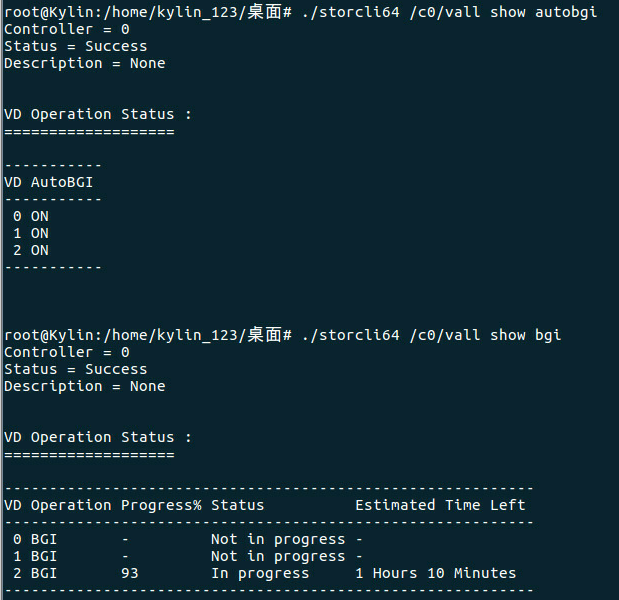 root@Kylin:/home/kylin_123/桌面# ./storcli64 /c0/vall show autobgi
Controller = 0
Status = Success
Description = None
VD Operation Status :
===================
-----------
VD AutoBGI
-----------
0 ON
1 ON
2 ON
-----------
root@Kylin:/home/kylin_123/桌面# ./storcli64 /c0/vall show bgi
Controller = 0
Status = Success
Description = None
VD Operation Status :
===================
-----------------------------------------------------------
VD Operation Progress% Status          Estimated Time Left
-----------------------------------------------------------
0 BGI       -         Not in progress -
1 BGI       -         Not in progress -
2 BGI       93        In progress     1 Hours 10 Minutes
-----------------------------------------------------------